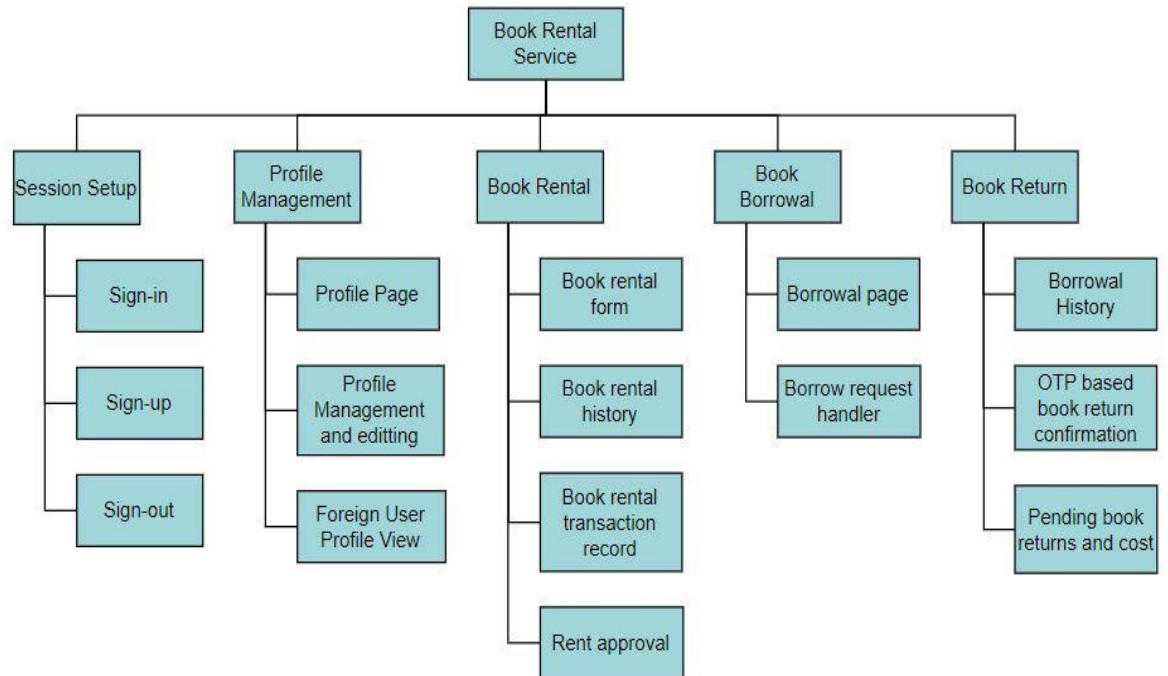 Book Rental
Service
Session Setup
Profile
Management
Book Rental
Book
Borrowal
Book Return
Sign-in
Profile Page
Book rental
form
Borrowal page
Borrowal
History
Sign-up
Profile
Management
and editting
Book rental
history
Borrow request
handler
OTP based
book return
confirmation
Sign-out
Foreign User
Profile View
Book rental
transaction
record
Pending book
returns and cost
Rent approval